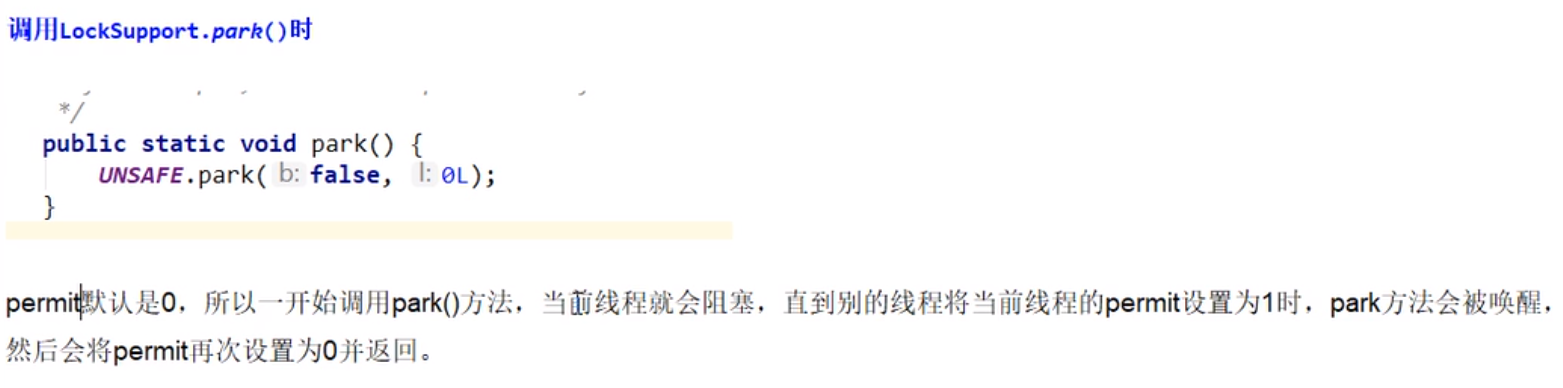 调用LockSupport.park()时
*/
public static void park() {
UNSAFE.park( b: false, l: 0L);
}
permit默认是0，所以一开始调用park()方法，当前线程就会阻塞，直到别的线程将当前线程的permit设置为1时，park方法会被唤醒，
然后会将permit再次设置为0并返回。